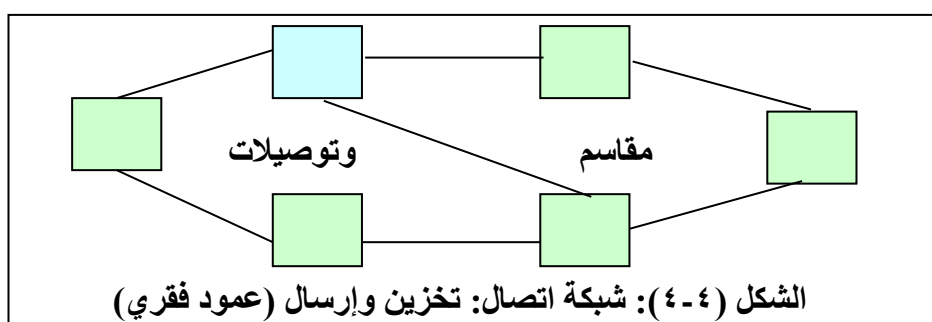 مقاسم وتوصيلات
الشكل (٤-٤): شبكة اتصال: تخزين وإرسال (عمود فقري)